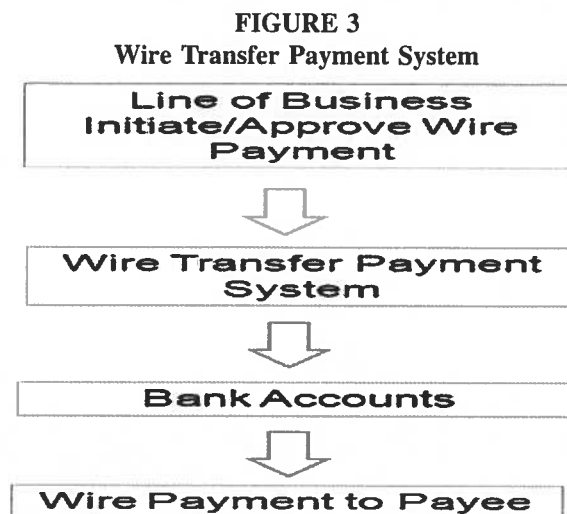 FIGURE 3
Wire Transfer Payment System
Line of Business
Initiate/Approve Wire
Payment
Wire Transfer Payment
System
Bank Accounts
Wire Payment to Payee